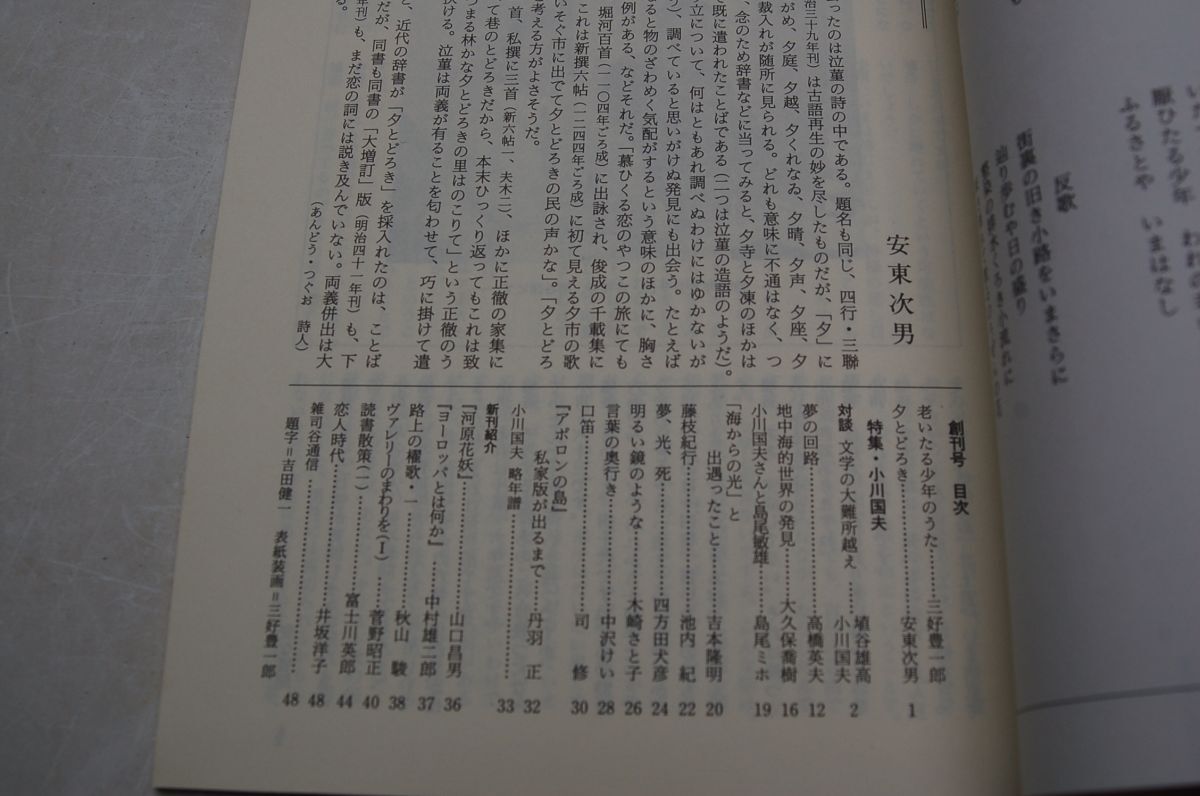 反歌
街裏の旧き小路をいまさらに
辿り歩むや日の盛り
ふるさとや　いまはなし
安東次男
ったのは泣菫の詩の中である。題名も同じ、四行・三聯
治三十九年刊）は古語再生の妙を尽したものだが、「夕」に
がめ、夕庭、夕越、夕くれなゐ、夕晴、夕声、夕座、夕
裁入れが随所に見られる。どれも意味に不通はなく、つ
、念のため辞書などに当ってみると、夕寺と夕凍のほかは
で既に遣われたことばである（二つは泣菫の造語のようだ）。
成立について、何はともあれ調べぬわけにはゆかないが
う）、調べていると思いがけぬ発見にも出会う。たとえば
なると物のざわめく気配がするという意味のほかに、胸さ
例がある、などそれだ。「慕ひくる恋のやつこの旅にても
堀河百首（一一〇四年ごろ成）に出詠され、俊成の千載集に
これは新撰六帖（一二四四年ごろ成）に初て見える夕市の歌
いそぐ市に出でて夕とどろきの民の声かな」。「夕とどろ
考える方がよさそうだ。
首、私撰に三首（新六帖一、夫木二）、ほかに正徹の家集に
て巷のとどろきだから、本末ひっくり返ってもこれは致
つまる林かな夕とどろきの里はのこりて」という正徹のう
抜ける。泣菫は両義が有ることを匂わせて、巧に掛けて遣
と、近代の辞書が「夕とどろき」を採入れたのは、ことば
だが、同書も同書の「大増訂」版（明治四十一年刊）も、下
年刊）も、まだ恋の詞には説き及んでいない。両義併出は大
る。
（あんどう・つぐお　詩人）
創刊号　目次
老いたる少年のうた……三好豊一郎
夕とどろき……安東次男　1
特集・小川国夫
対談　文学の大難所越え……埴谷雄高
小川国夫　2
夢の回路……高橋英夫　12
地中海的世界の発見……大久保喬樹　16
小川国夫さんと島尾敏雄……島尾ミホ　19
「海からの光」と
出遇ったこと……吉本隆明　20
藤枝紀行……池内　紀　22
夢、光、死……四方田犬彦　24
明るい鏡のような……木崎さと子　26
言葉の奥行き……中沢けい　28
口笛……司　修　30
『アポロンの島』
私家版が出るまで……丹羽　正　32
小川国夫　略年譜……33
新刊紹介
『河原花妖』……山口昌男　36
『ヨーロッパとは何か』……中村雄二郎　37
路上の櫂歌・一……秋山　駿　38
ヴァレリーのまわりを（Ⅰ）……菅野昭正　40
読書散策（一）……富士川英郎　44
恋人時代……井坂洋子　48
雑司谷通信……48
題字＝吉田健一　表紙装画＝三好豊一郎